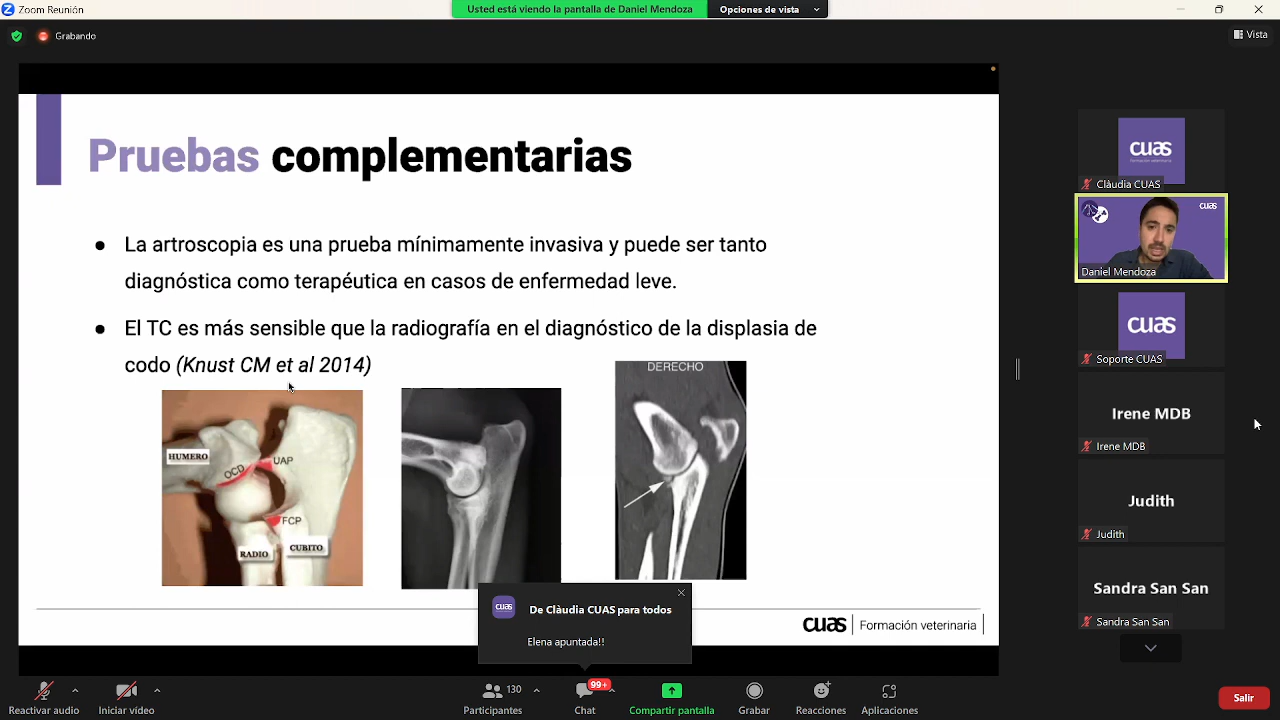 Zoom Reunión
Usted está viendo la pantalla de Daniel Mendoza
Opciones de vista
Grabando
Vista
Pruebas complementarias
La artroscopia es una prueba mínimamente invasiva y puede ser tanto
diagnóstica como terapéutica en casos de enfermedad leve.
El TC es más sensible que la radiografía en el diagnóstico de la displasia de
codo (Knust CM et al 2014)
HUMERO
OCD
UAP
FCP
RADIO
CUBITO
DERECHO
cuas
De Clàudia CUAS para todos
Elena apuntada!!
cuas
Formación veterinaria
cuas
Formación veterinaria
Clàudia CUAS
cuas
Daniel Mendoza
cuas
Soporte CUAS
Irene MDB
Irene MDB
Judith
Judith
Sandra San San
Sandra San San
Reactivar audio
Iniciar vídeo
130
Participantes
99+
Chat
Compartir pantalla
Grabar
Reacciones
Aplicaciones
Salir